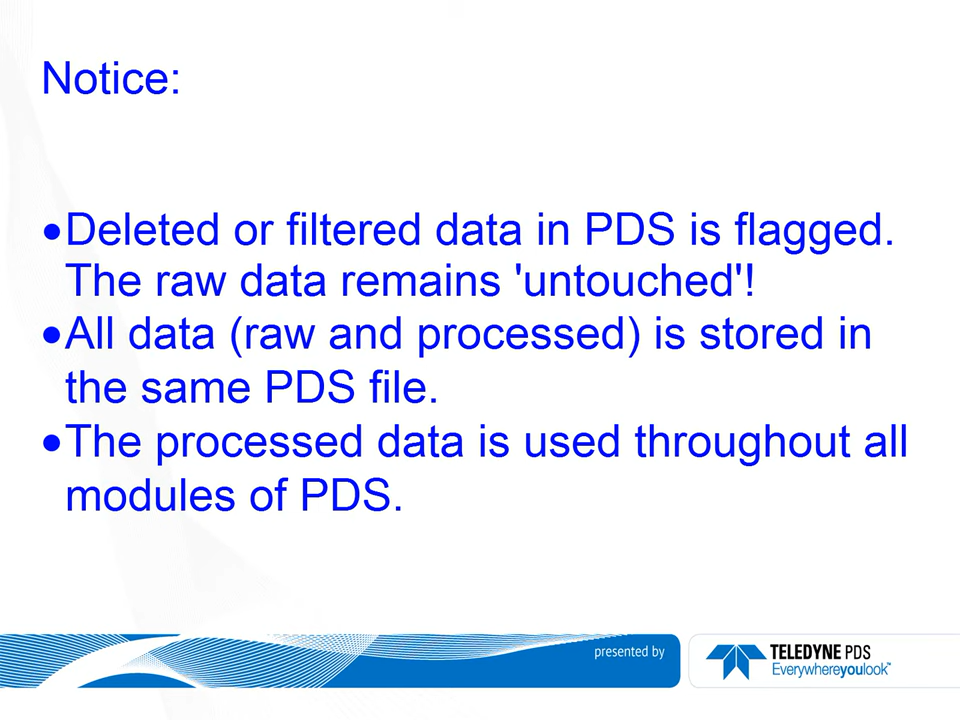 Notice:
•Deleted or filtered data in PDS is flagged.
The raw data remains 'untouched'!
•All data (raw and processed) is stored in
the same PDS file.
•The processed data is used throughout all
modules of PDS.
presented by
TELEDYNE PDS
Everywhereyoulook™